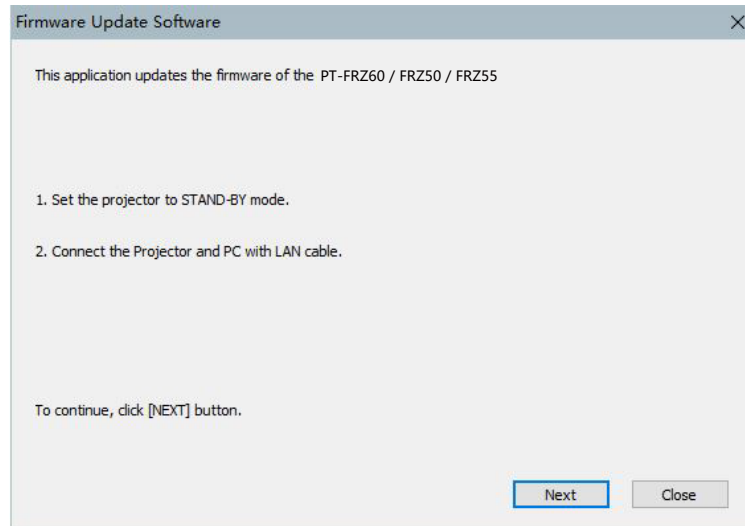 Firmware Update Software
This application updates the firmware of the PT-FRZ60 / FRZ50 / FRZ55
1. Set the projector to STAND-BY mode.
2. Connect the Projector and PC with LAN cable.
To continue, click [NEXT] button.
Next Close